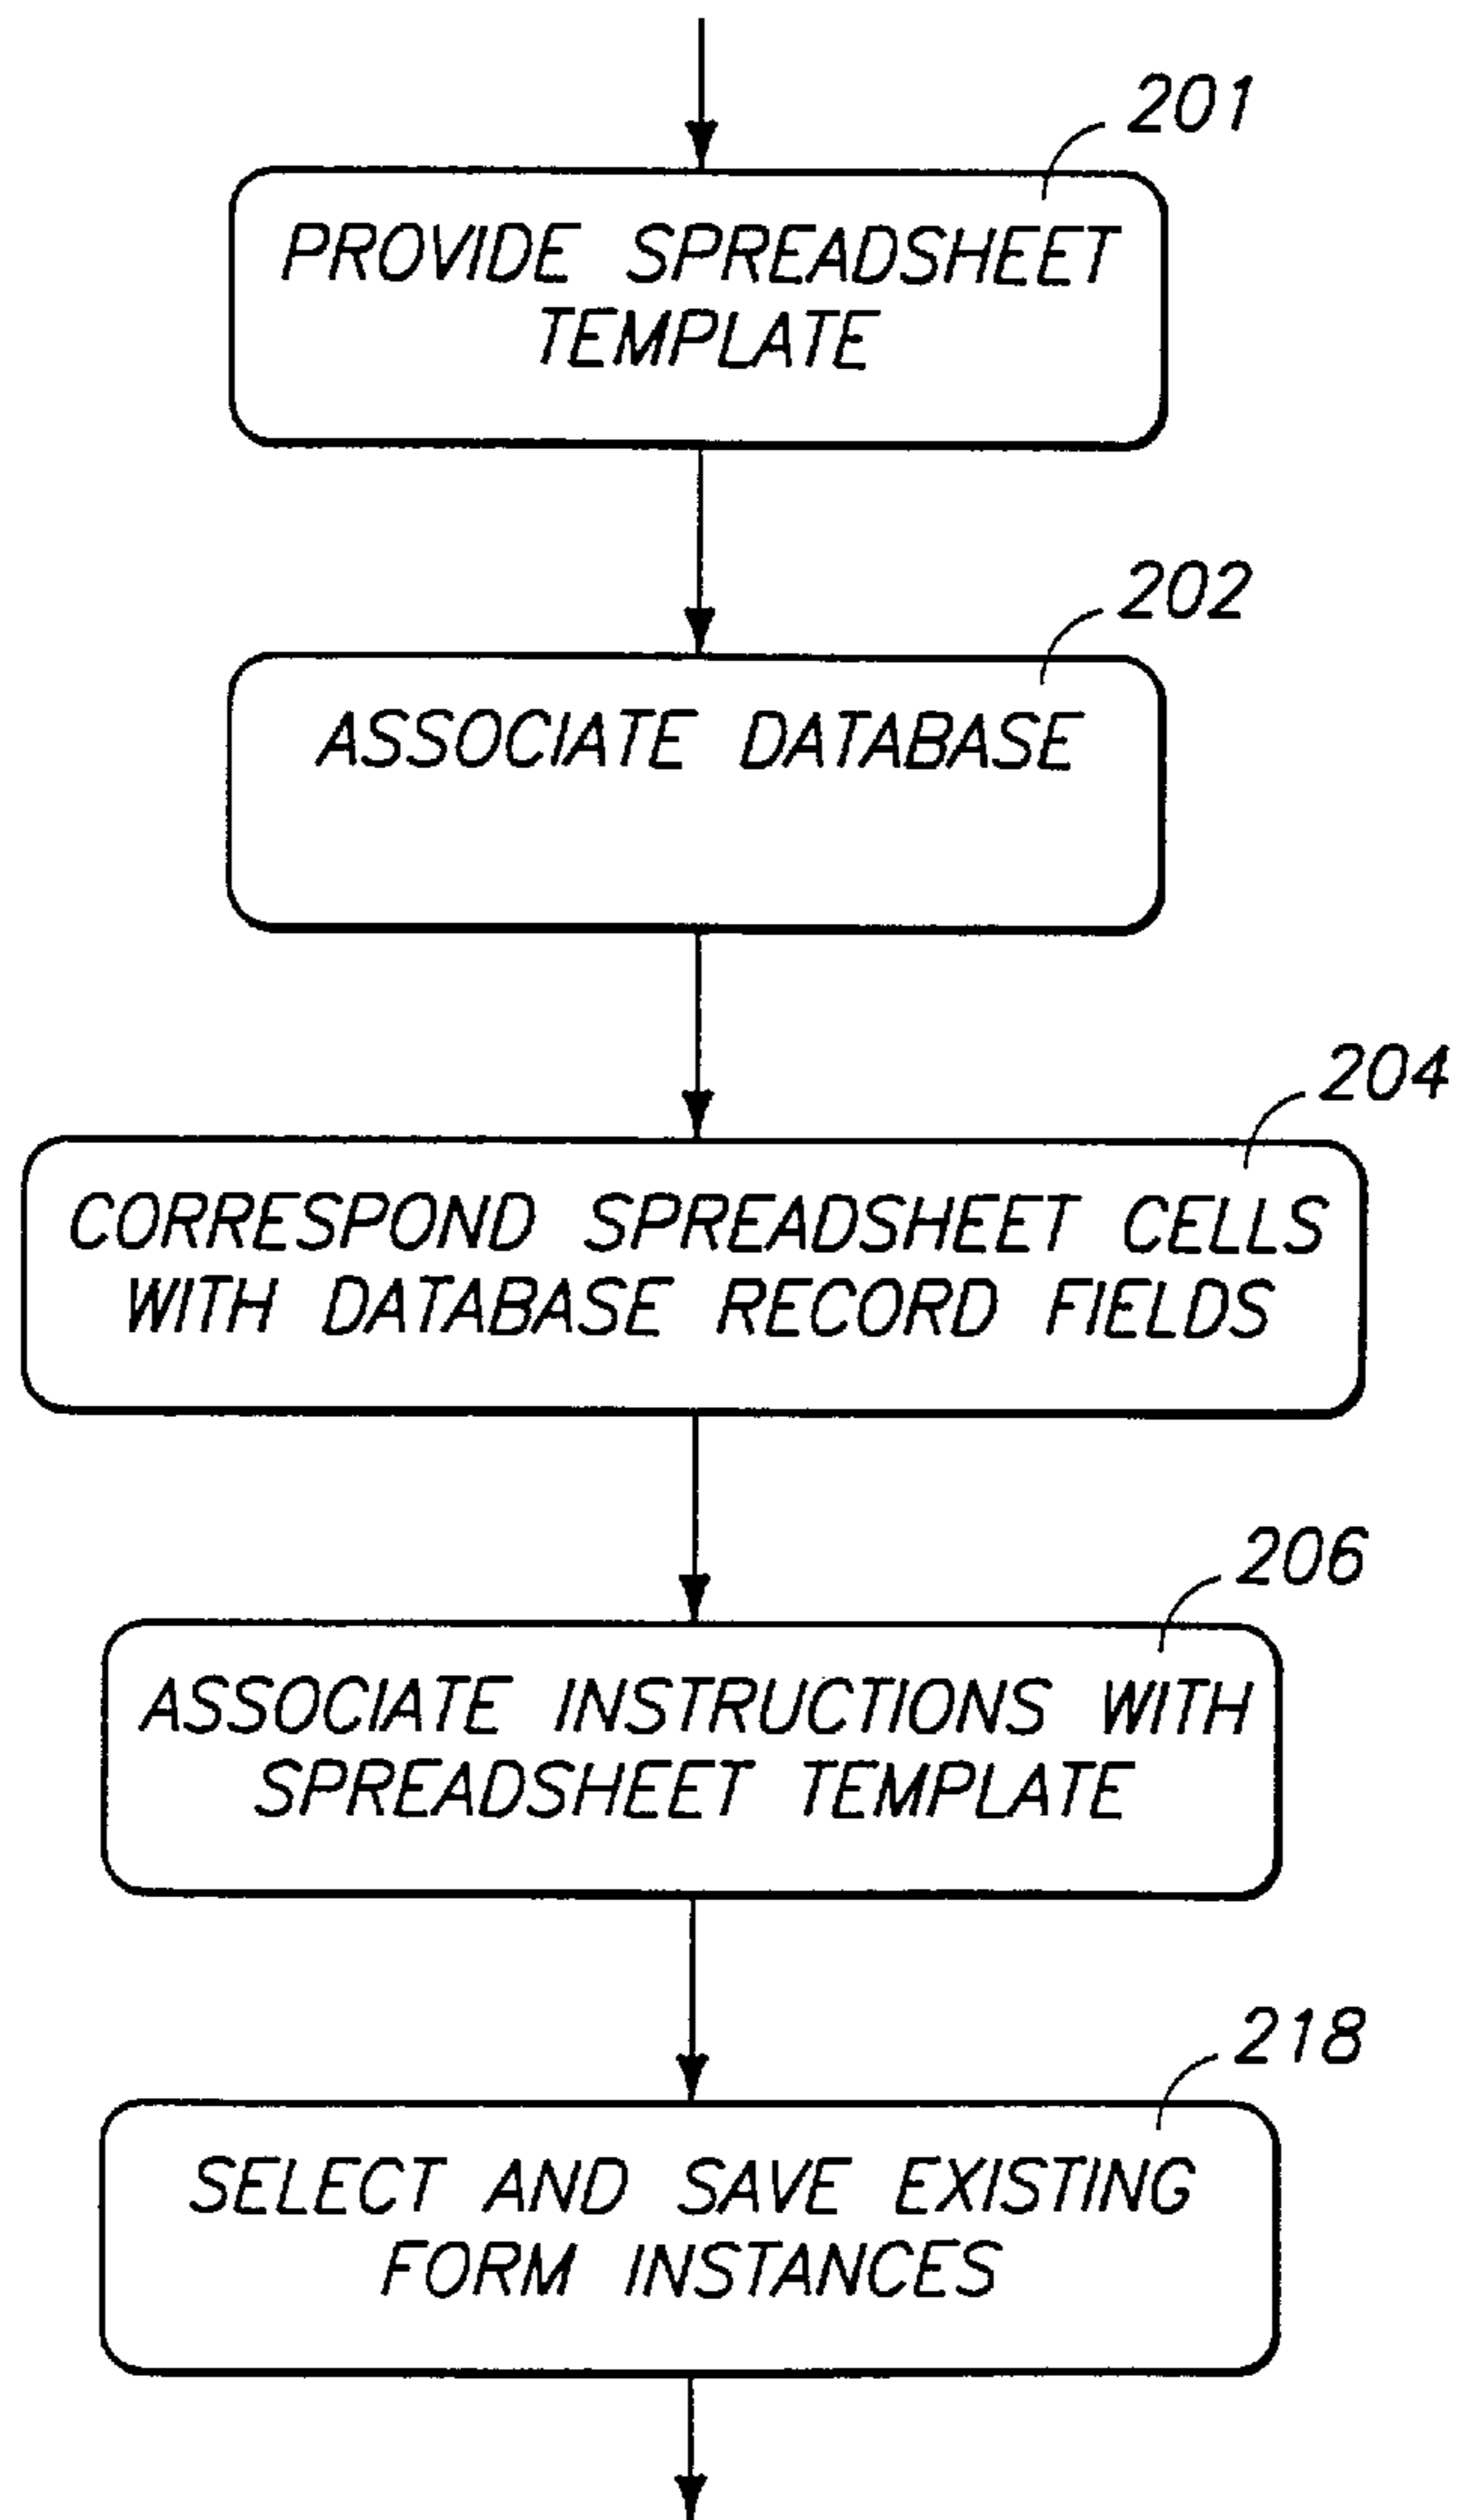 201
PROVIDE SPREADSHEET
TEMPLATE
202
ASSOCIATE DATABASE
204
CORRESPOND SPREADSHEET CELLS
WITH DATABASE RECORD FIELDS
206
ASSOCIATE INSTRUCTIONS WITH
SPREADSHEET TEMPLATE
218
SELECT AND SAVE EXISTING
FORM INSTANCES